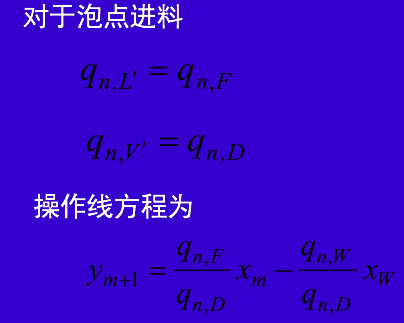 对于泡点进料
q_{n,L'} = q_{n,F}
q_{n,V'} = q_{n,D}
操作线方程为
y_{m+1} = \frac{q_{n,F}}{q_{n,D}} x_m - \frac{q_{n,W}}{q_{n,D}} x_W